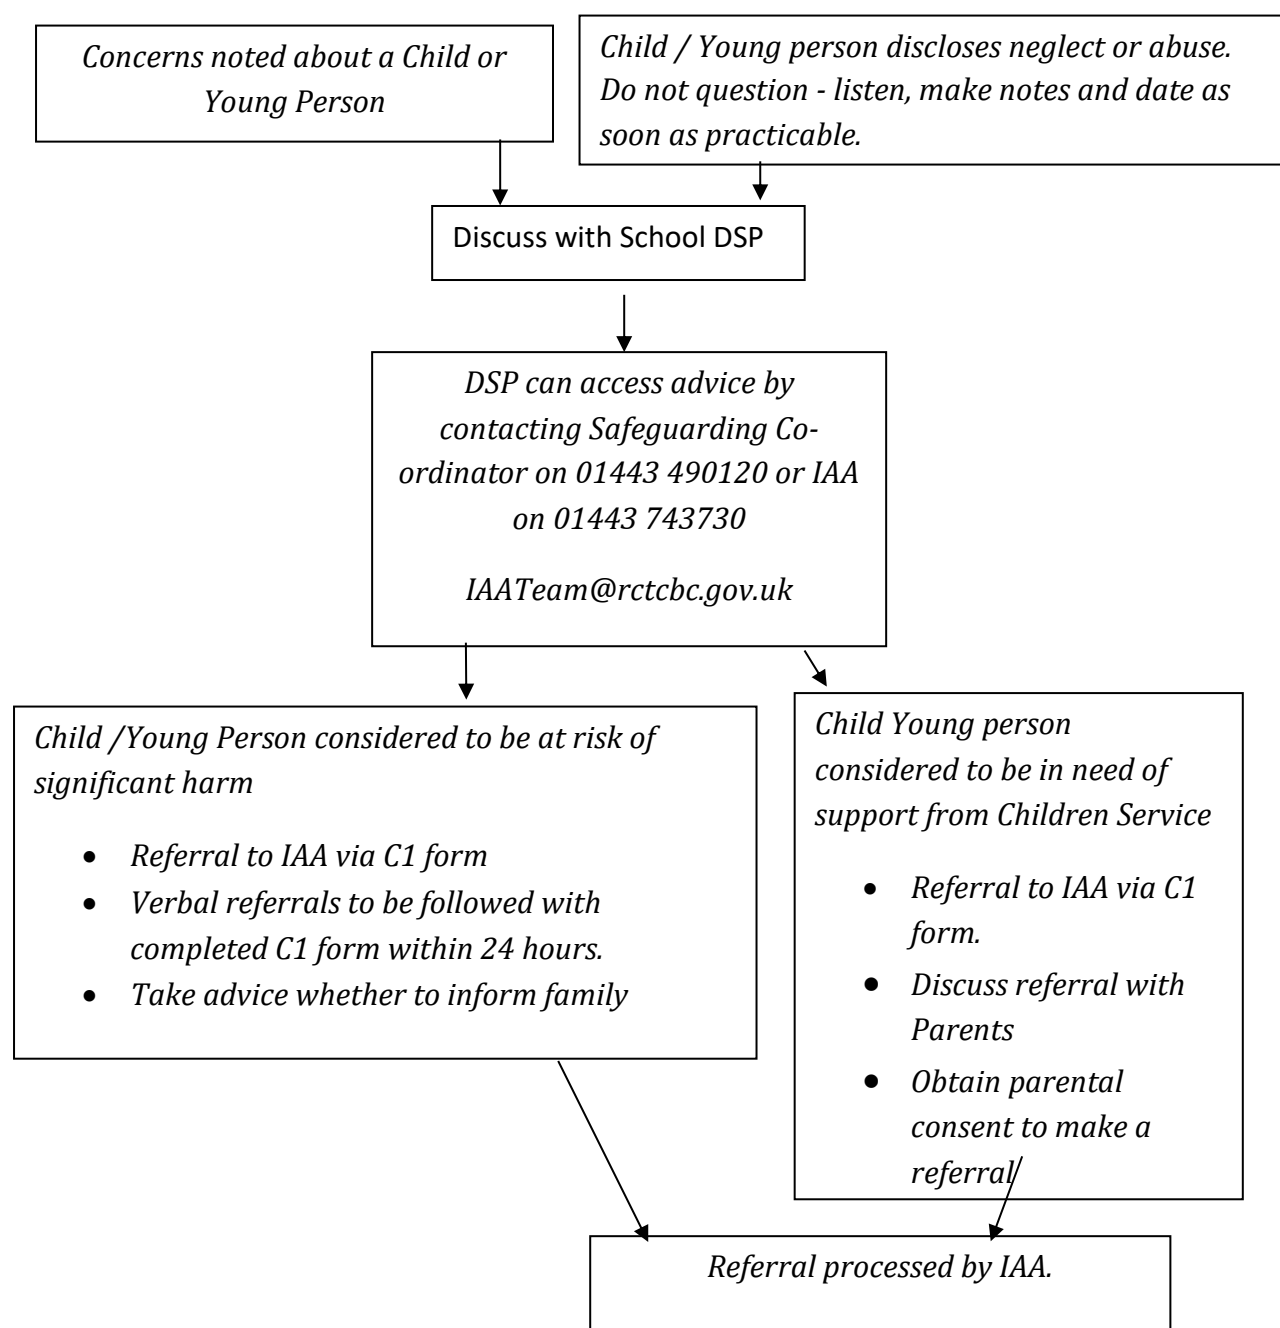 Concerns noted about a Child or
Young Person
Child / Young person discloses neglect or abuse.
Do not question - listen, make notes and date as
soon as practicable.
Discuss with School DSP
DSP can access advice by
contacting Safeguarding Co-
ordinator on 01443 490120 or IAA
on 01443 743730
IAATeam@rctcbc.gov.uk
Child /Young Person considered to be at risk of
significant harm
• Referral to IAA via C1 form
• Verbal referrals to be followed with
completed C1 form within 24 hours.
• Take advice whether to inform family
Child Young person
considered to be in need of
support from Children Service
• Referral to IAA via C1
form.
• Discuss referral with
Parents
• Obtain parental
consent to make a
referral
Referral processed by IAA.